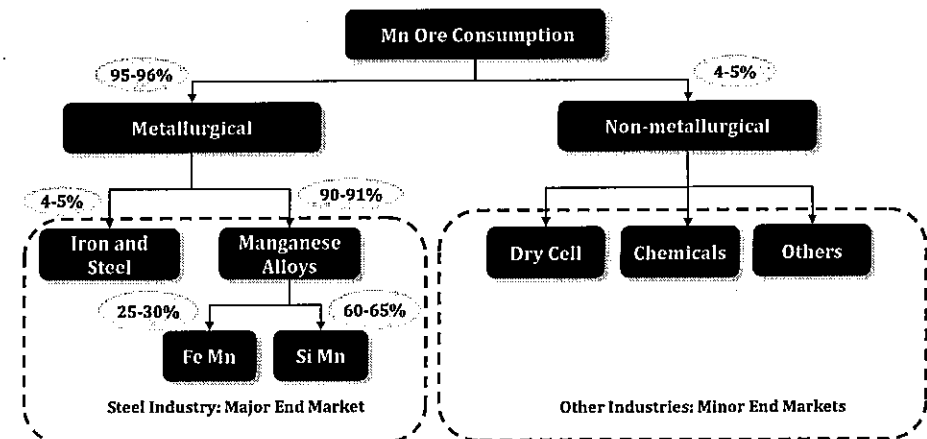 Mn Ore Consumption
95-96%
4-5%
Metallurgical
Non-metallurgical
4-5%
90-91%
Iron and
Steel
Manganese
Alloys
Dry Cell
Chemicals
Others
25-30%
60-65%
Fe Mn
Si Mn
Steel Industry: Major End Market
Other Industries: Minor End Markets